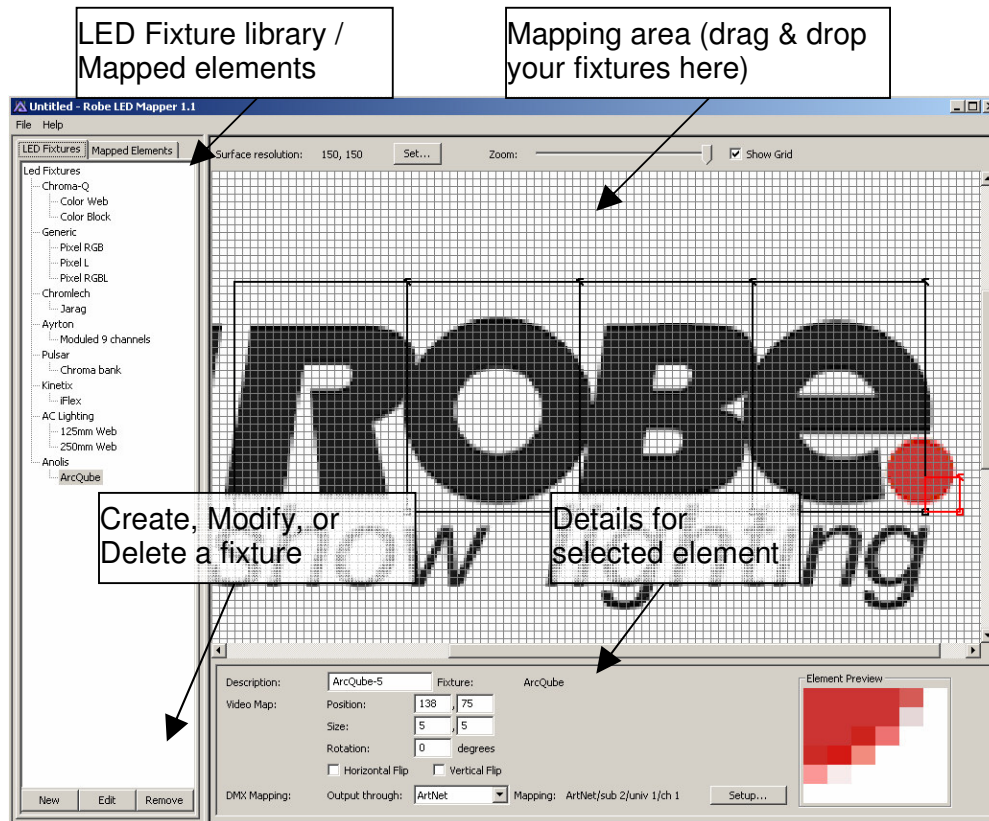 LED Fixture library /
Mapped elements
Mapping area (drag & drop
your fixtures here)
Untitled - Robe LED Mapper 1.1
File Help
LED Fixtures Mapped Elements
Surface resolution: 150, 150 Set... Zoom: Show Grid
Led Fixtures
Chroma-Q
Color Web
Color Block
Generic
Pixel RGB
Pixel L
Pixel RGBL
Chromlech
Jarag
Ayrton
Moduled 9 channels
Pulsar
Chroma bank
Kinetix
iFlex
AC Lighting
125mm Web
250mm Web
Anolis
ArcQube
ROBe
show lighting
Create, Modify, or
Delete a fixture
Details for
selected element
Description: ArcQube-5 Fixture: ArcQube
Video Map: Position: 138 , 75
Size: 5 , 5
Rotation: 0 degrees
Horizontal Flip Vertical Flip
DMX Mapping: Output through: ArtNet Mapping: ArtNet/sub 2/univ 1/ch 1 Setup...
Element Preview
New Edit Remove